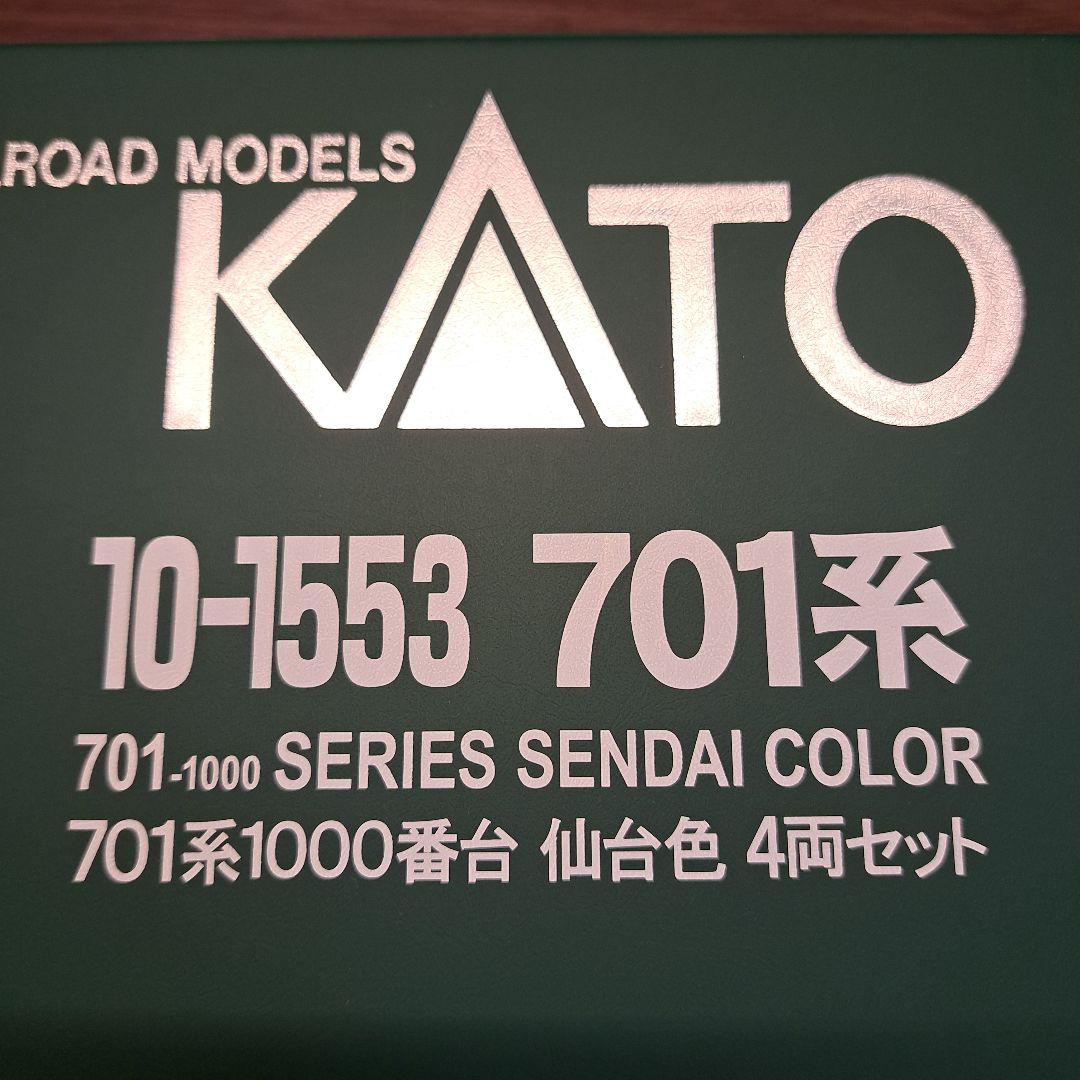 ROAD MODELS
KATO
10-1553 701系
701-1000 SERIES SENDAI COLOR
701系1000番台 仙台色 4両セット